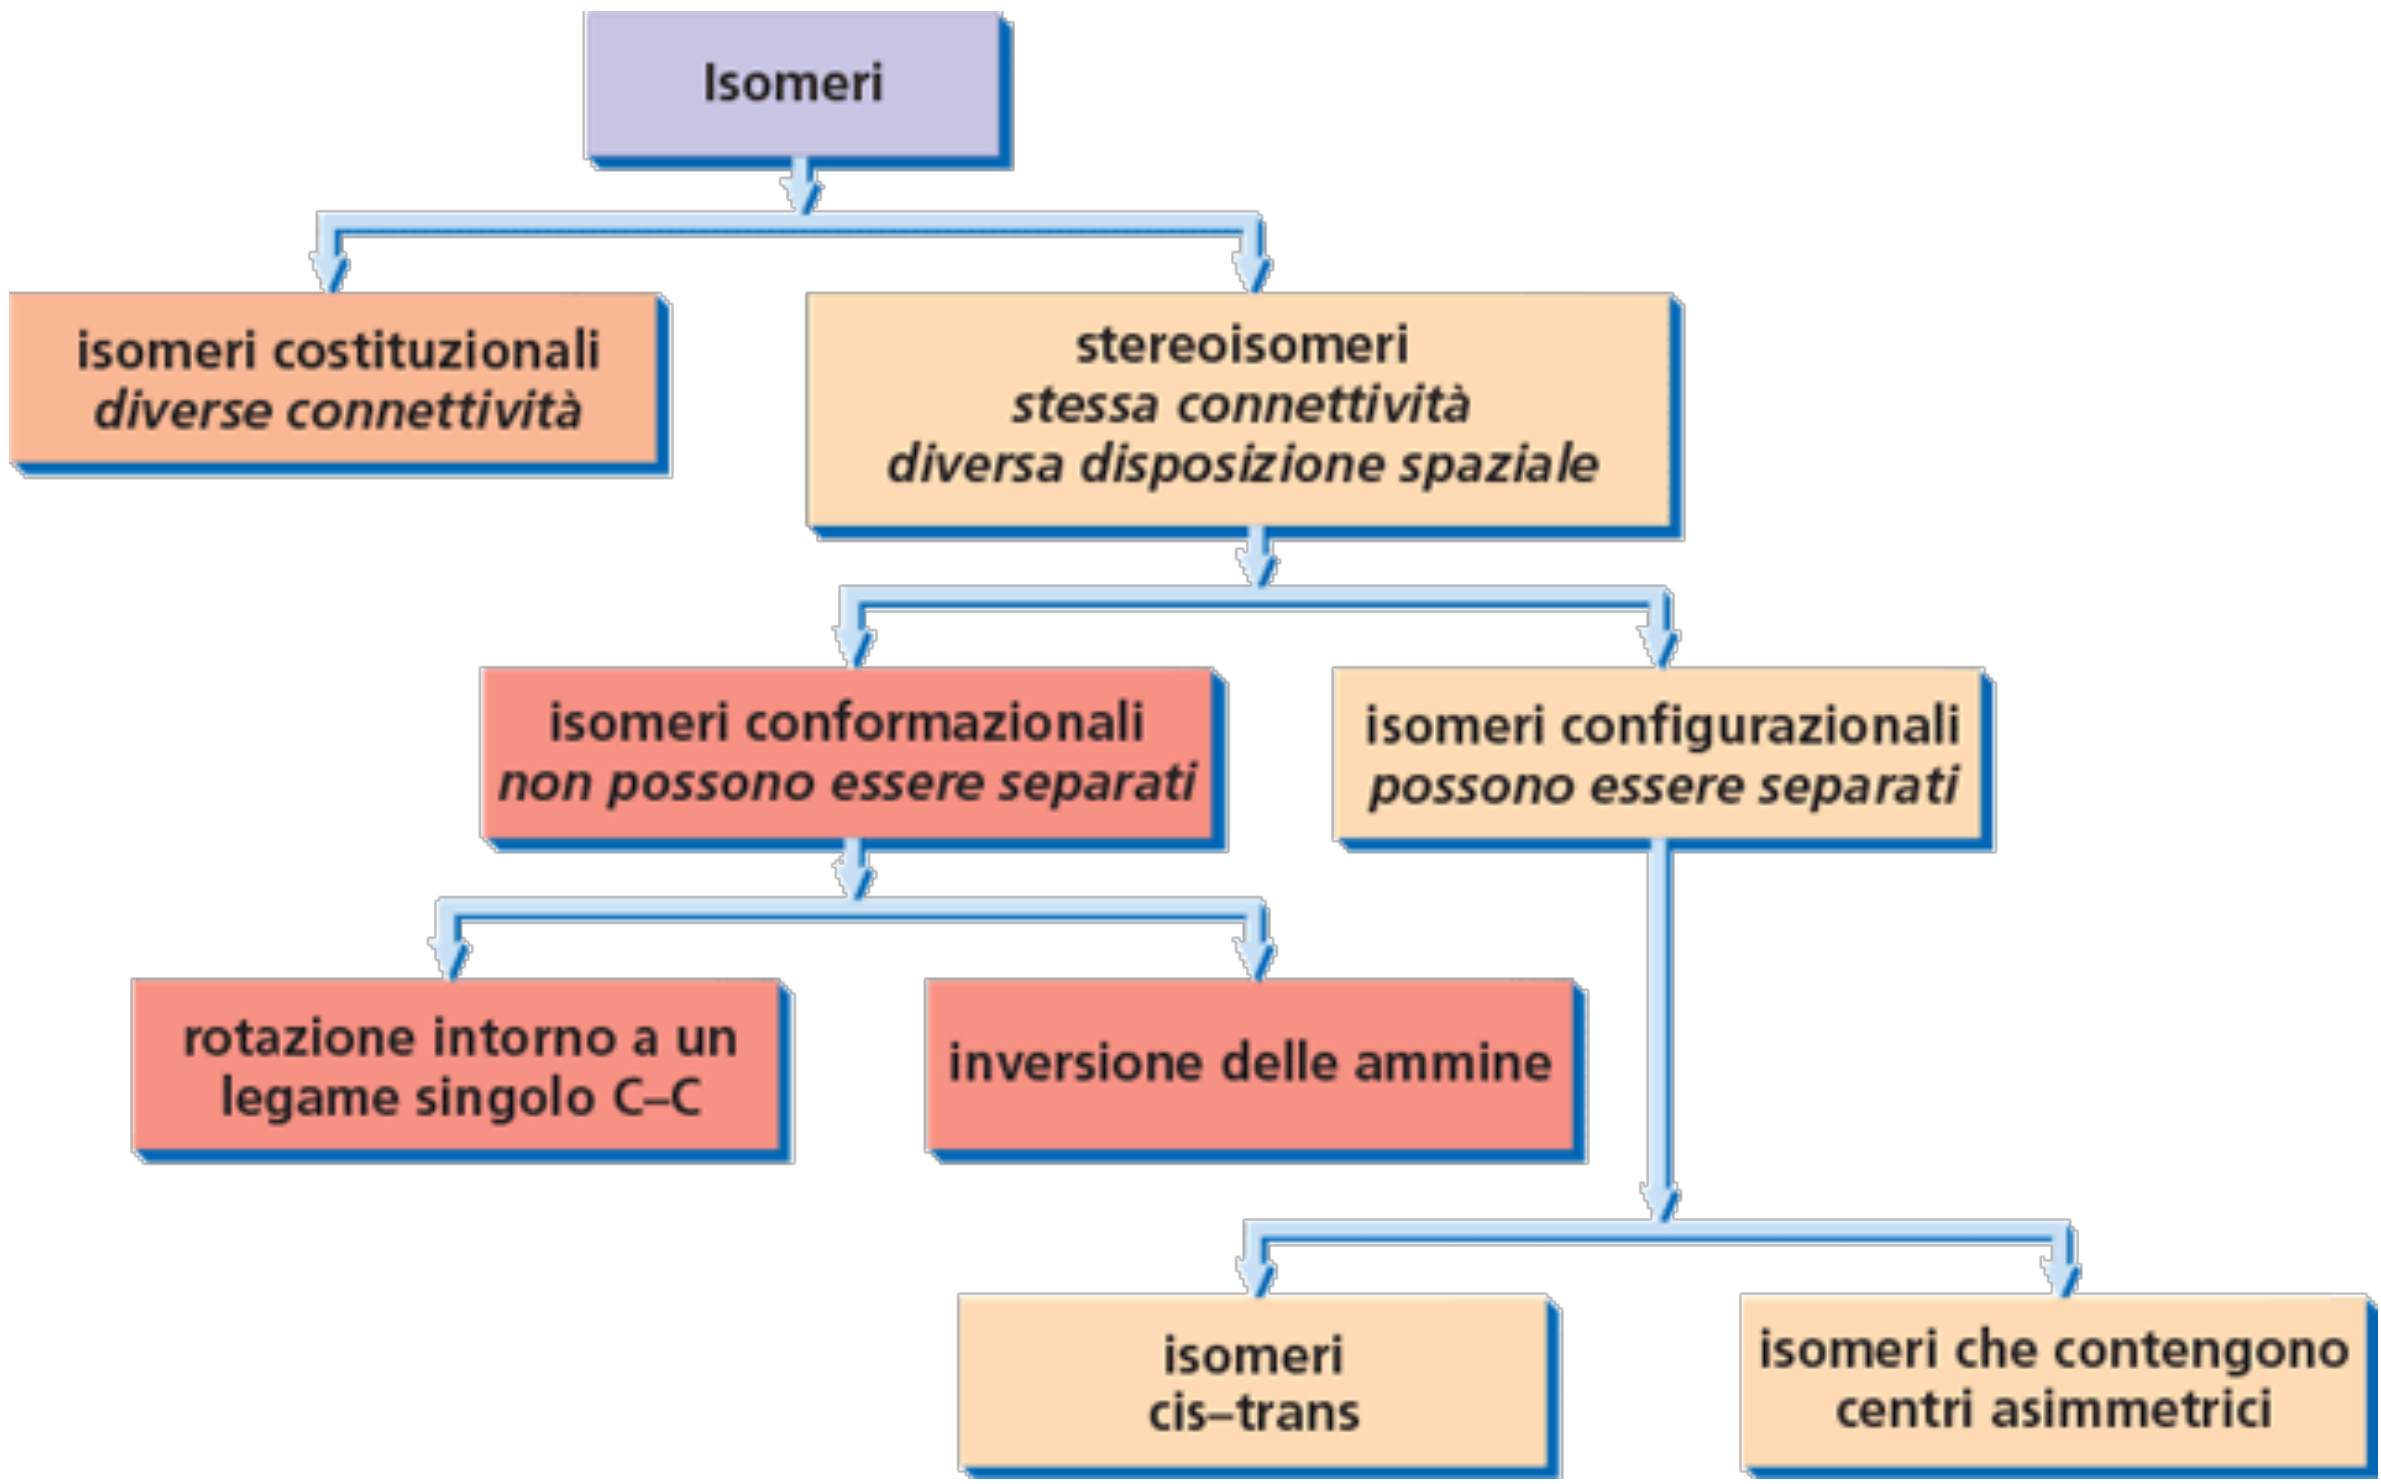 Isomeri
isomeri costituzionali
diverse connettività
stereoisomeri
stessa connettività
diversa disposizione spaziale
isomeri conformazionali
non possono essere separati
isomeri configurazionali
possono essere separati
rotazione intorno a un
legame singolo C–C
inversione delle ammine
isomeri
cis–trans
isomeri che contengono
centri asimmetrici